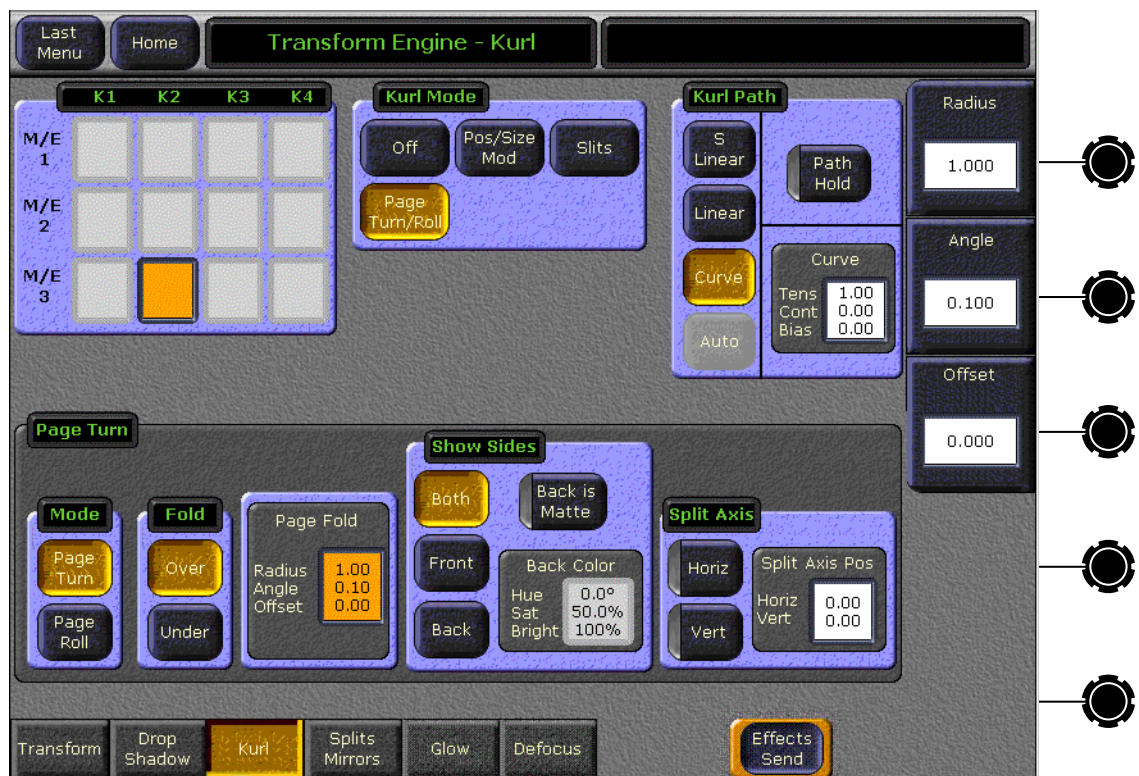 Last
Menu
Home
Transform Engine - Kurl
K1 K2 K3 K4
M/E
1
M/E
2
M/E
3
Kurl Mode
Off
Pos/Size
Mod
Slits
Page
Turn/Roll
Kurl Path
S
Linear
Linear
Curve
Auto
Path
Hold
Curve
Tens 1.00
Cont 0.00
Bias 0.00
Radius
1.000
Angle
0.100
Offset
0.000
Page Turn
Mode
Page
Turn
Page
Roll
Fold
Over
Under
Page Fold
Radius 1.00
Angle 0.10
Offset 0.00
Show Sides
Both
Front
Back
Back is
Matte
Back Color
Hue 0.0°
Sat 50.0%
Bright 100%
Split Axis
Horiz
Vert
Split Axis Pos
Horiz 0.00
Vert 0.00
Transform
Drop
Shadow
Kurl
Splits
Mirrors
Glow
Defocus
Effects
Send